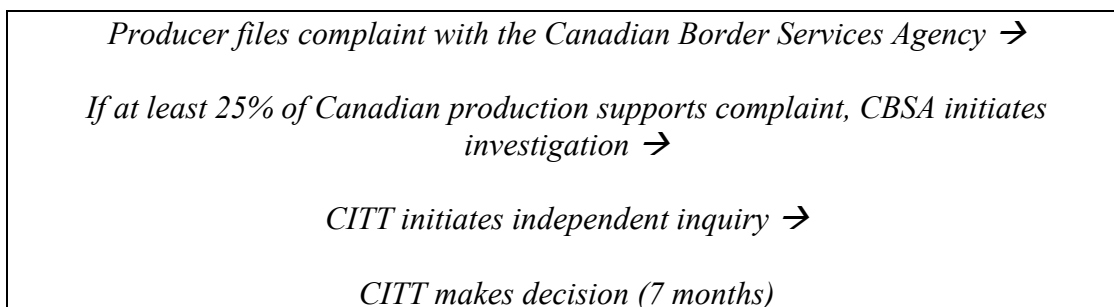 Producer files complaint with the Canadian Border Services Agency →
If at least 25% of Canadian production supports complaint, CBSA initiates
investigation →
CITT initiates independent inquiry →
CITT makes decision (7 months)